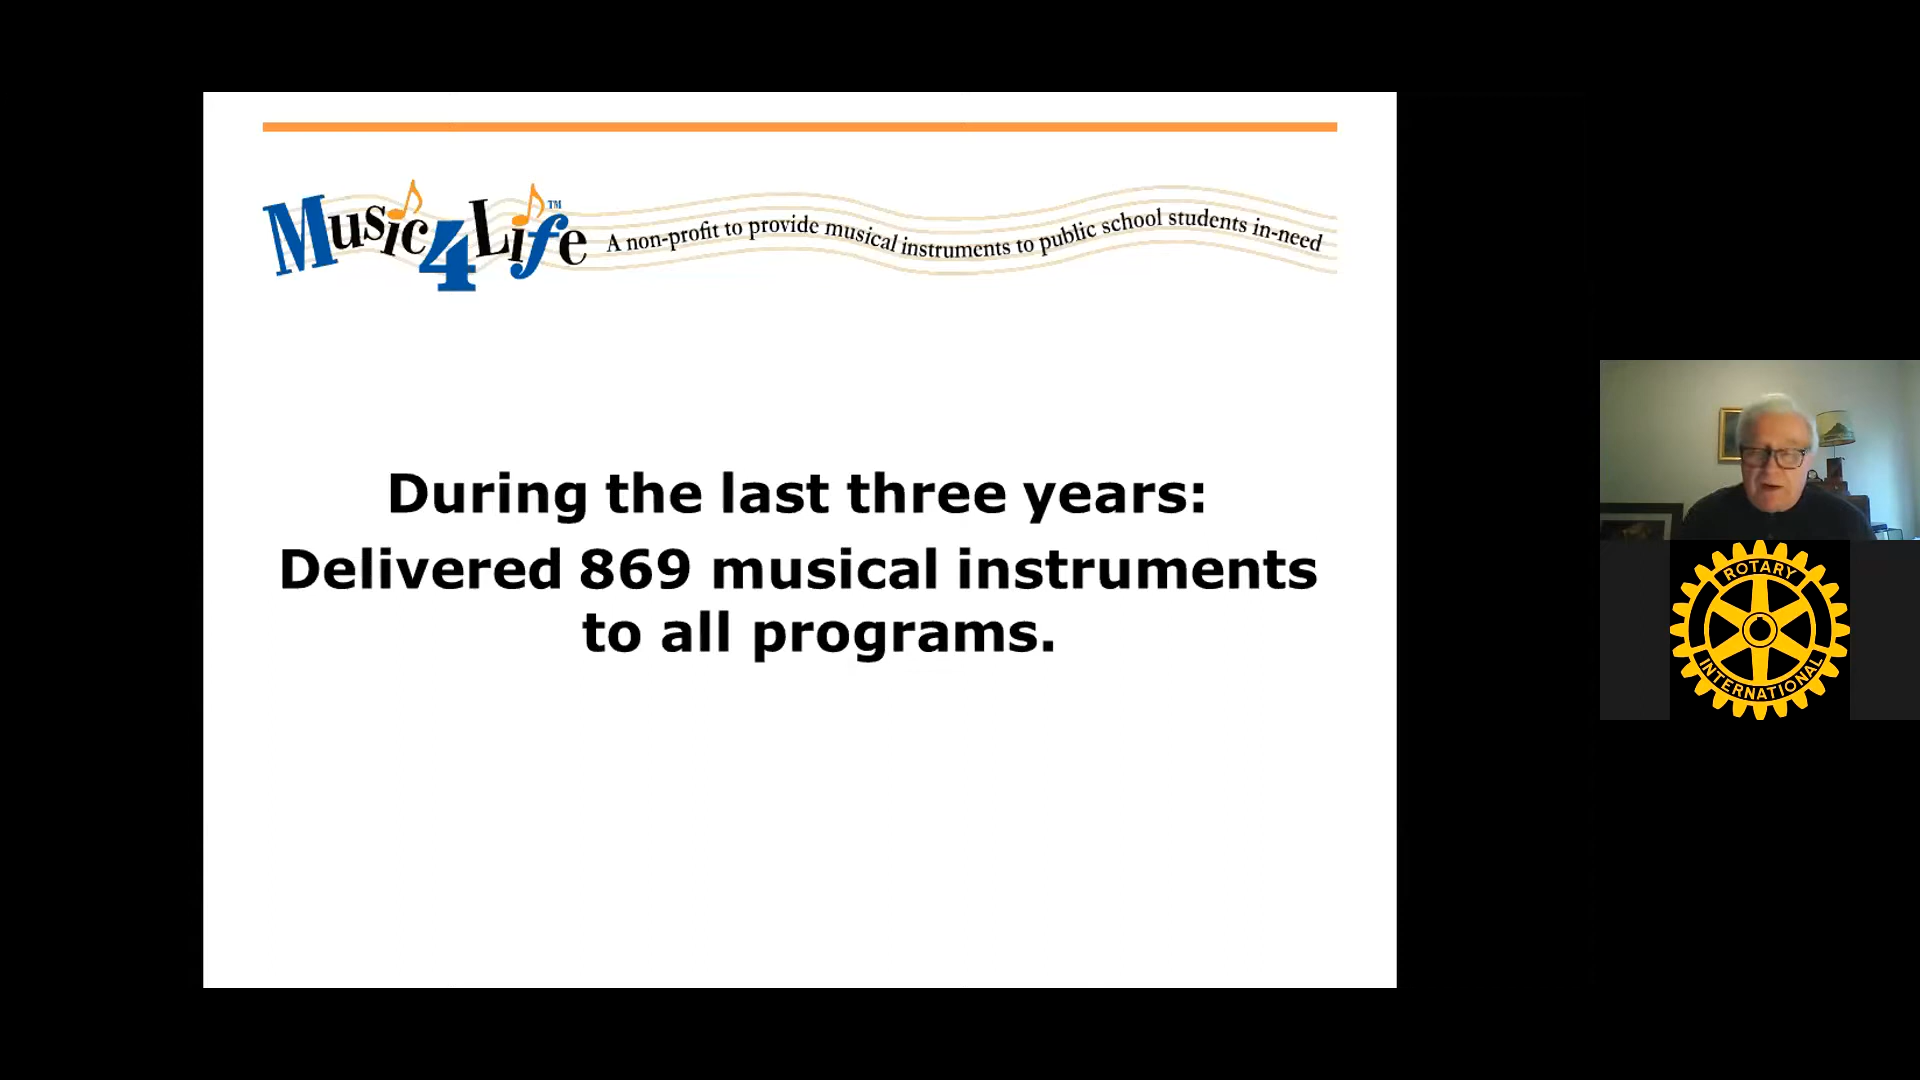 Music4Life™
A non-profit to provide musical instruments to public school students in-need
During the last three years:
Delivered 869 musical instruments
to all programs.
ROTARY
INTERNATIONAL